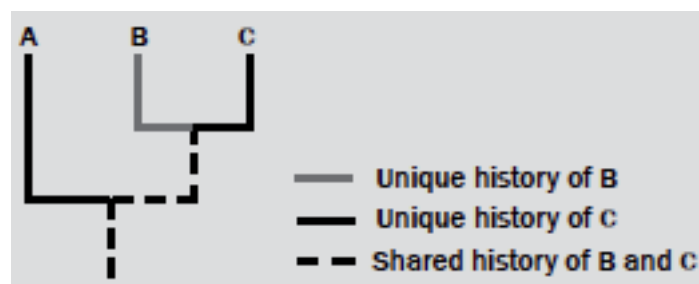 A B C
Unique history of B
Unique history of C
Shared history of B and C